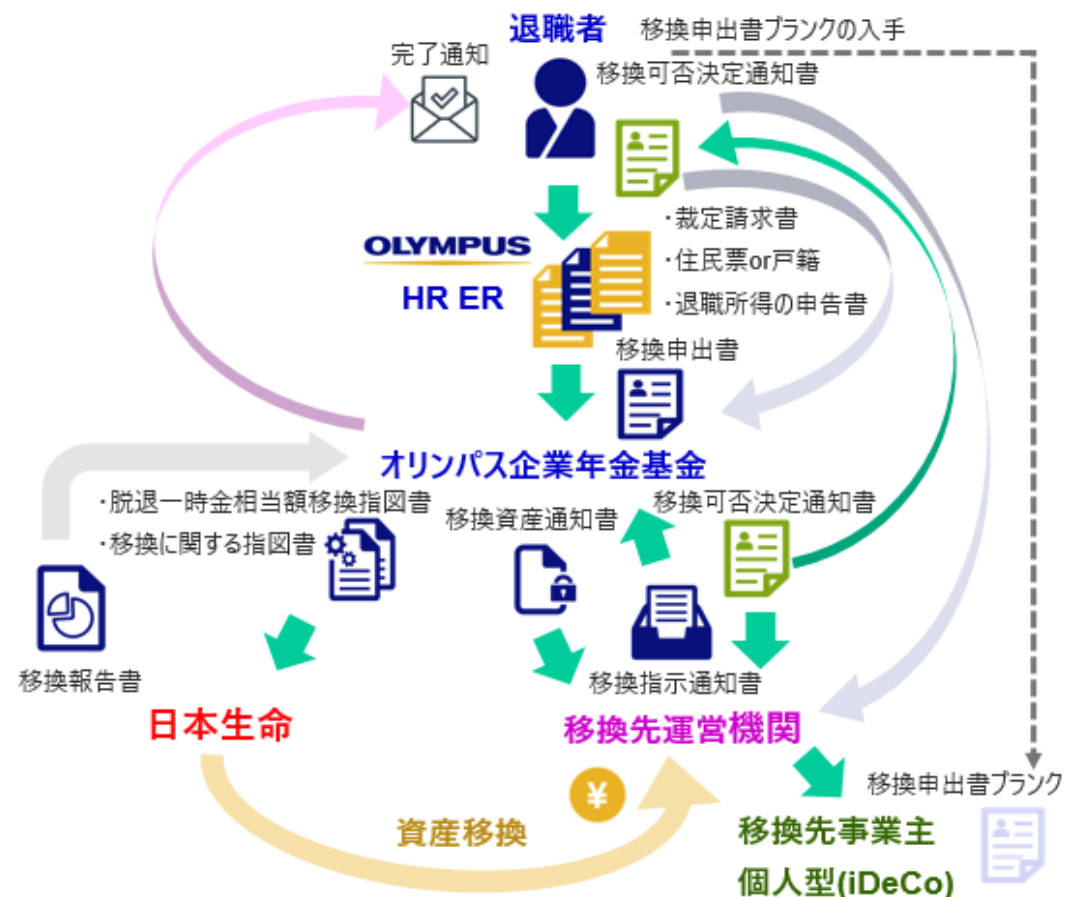 退職者
移換申出書ブランクの入手
完了通知
移換可否決定通知書
・裁定請求書
OLYMPUS
・住民票or戸籍
HR ER
・退職所得の申告書
移換申出書
オリンパス企業年金基金
・脱退一時金相当額移換指図書
移換資産通知書
移換可否決定通知書
・移換に関する指図書
移換報告書
移換指示通知書
日本生命
移換先運営機関
移換申出書ブランク
¥
資産移換
移換先事業主
個人型(iDeCo)